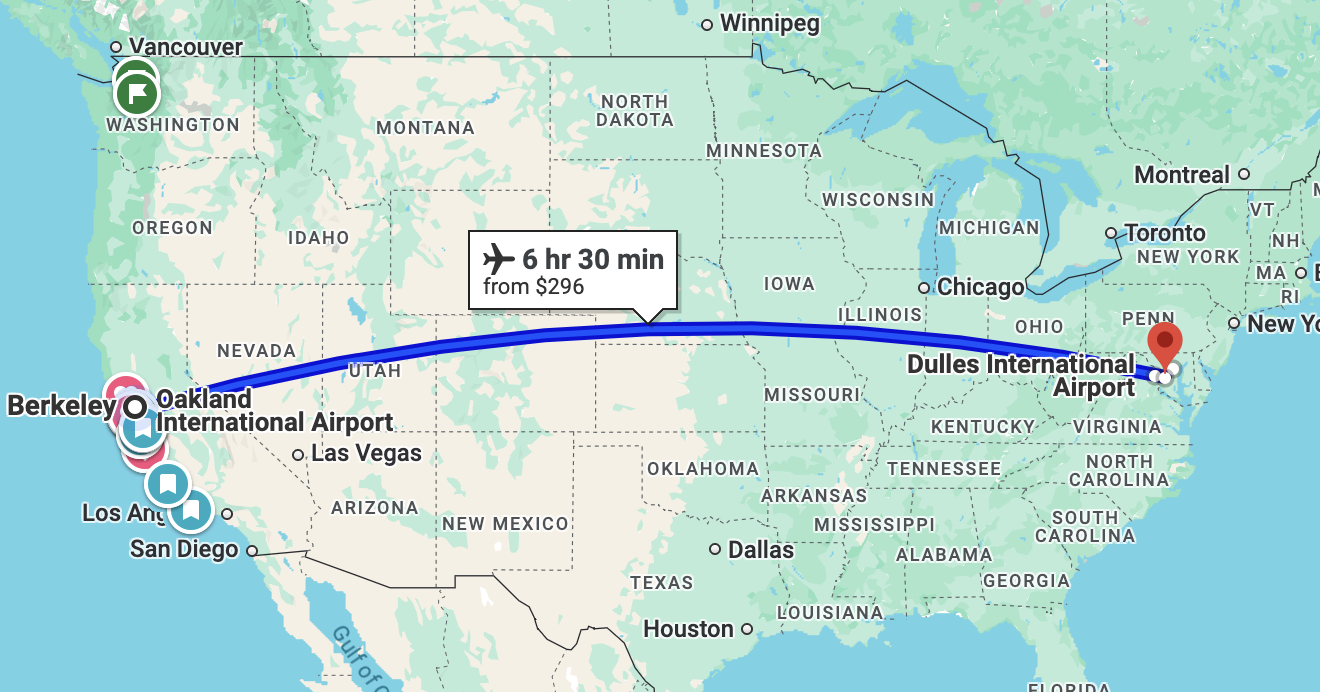 Winnipeg
Vancouver
WASHINGTON
NORTH
DAKOTA
MONTANA
MINNESOTA
Montreal
WISCONSIN
VT
OREGON
IDAHO
MICHIGAN
Toronto
NH
NEW YORK
6 hr 30 min
from $296
MA
IOWA
Chicago
RI
ILLINOIS
PENN
OHIO
New Yo
NEVADA
UTAH
Dulles International
Airport
MISSOURI
Berkeley
Oakland
International Airport
KENTUCKY
VIRGINIA
Las Vegas
OKLAHOMA
TENNESSEE
NORTH
CAROLINA
ARKANSAS
ARIZONA
Los Ang
NEW MEXICO
MISSISSIPPI
SOUTH
CAROLINA
San Diego
Dallas
ALABAMA
TEXAS
GEORGIA
LOUISIANA
Houston
Gulf of C
FLORIDA